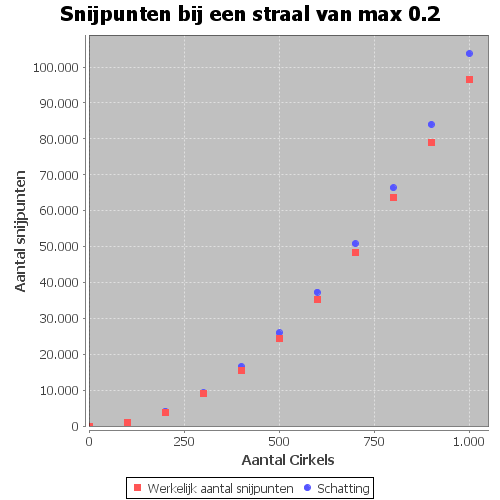 Snijpunten bij een straal van max 0.2
Aantal snijpunten
100.000
90.000
80.000
70.000
60.000
50.000
40.000
30.000
20.000
10.000
0
0 250 500 750 1.000
Aantal Cirkels
Werkelijk aantal snijpunten Schatting